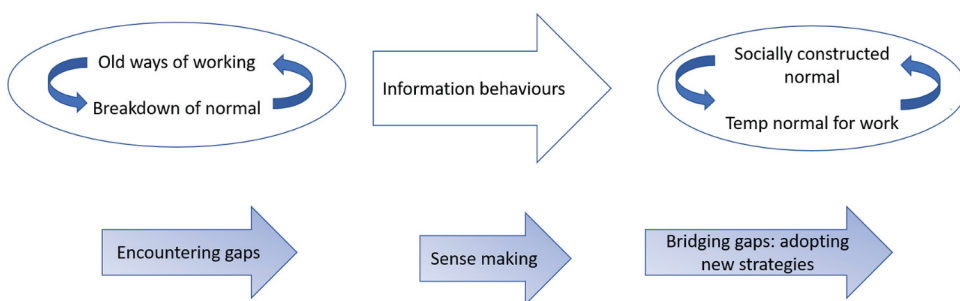 Old ways of working
Breakdown of normal
Information behaviours
Socially constructed
normal
Temp normal for work
Encountering gaps
Sense making
Bridging gaps: adopting
new strategies